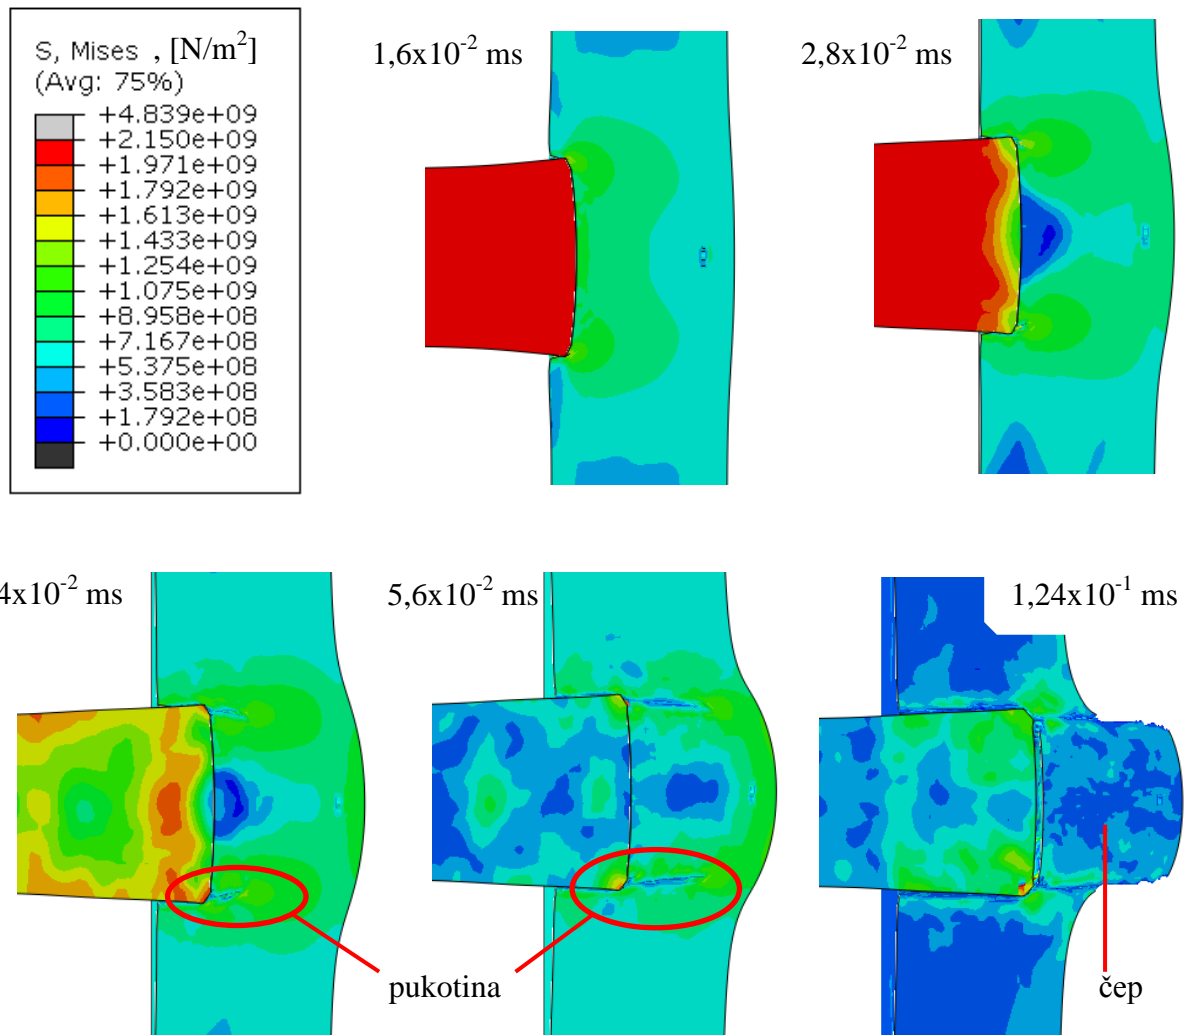 S, Mises , [N/m²]
(Avg: 75%)
+4.839e+09
+2.150e+09
+1.971e+09
+1.792e+09
+1.613e+09
+1.433e+09
+1.254e+09
+1.075e+09
+8.958e+08
+7.167e+08
+5.375e+08
+3.583e+08
+1.792e+08
+0.000e+00
1,6x10⁻² ms
2,8x10⁻² ms
4x10⁻² ms
5,6x10⁻² ms
1,24x10⁻¹ ms
pukotina
čep